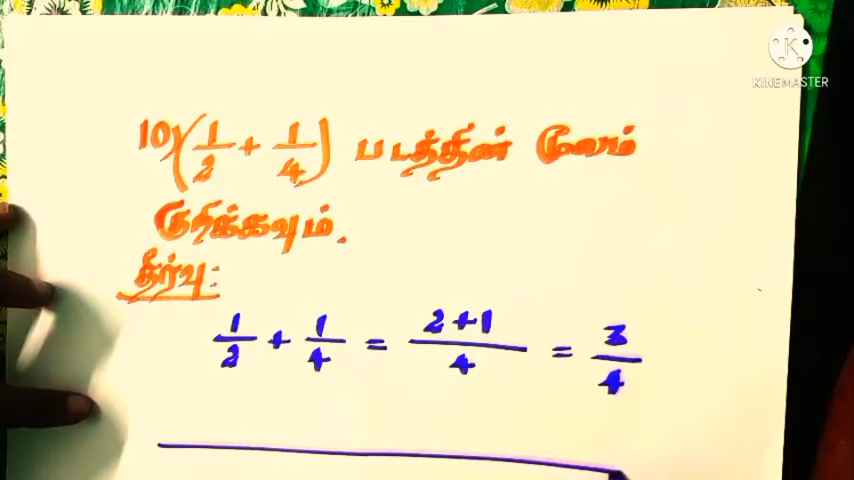 K
KINEMASTER
10) (1/2 + 1/4) படத்தின் மூலம்
குறிக்கவும்.
தீர்வு:
1/2 + 1/4 = 2+1/4 = 3/4